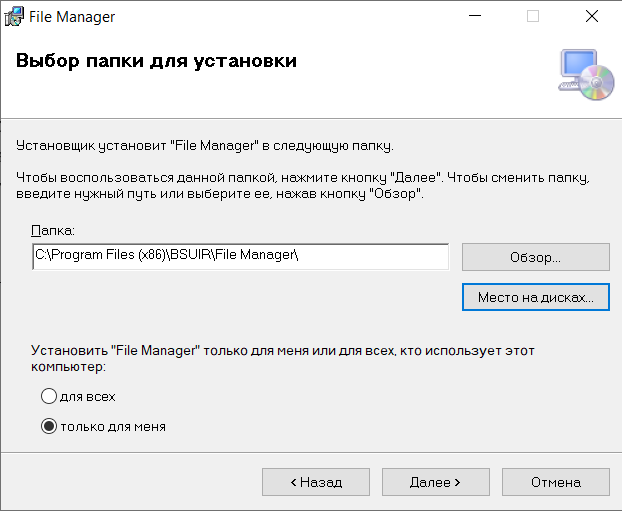 File Manager
Выбор папки для установки
Установщик установит "File Manager" в следующую папку.
Чтобы воспользоваться данной папкой, нажмите кнопку "Далее". Чтобы сменить папку,
введите нужный путь или выберите ее, нажав кнопку "Обзор".
Папка:
C:\Program Files (x86)\BSUIR\File Manager\
Обзор...
Место на дисках...
Установить "File Manager" только для меня или для всех, кто использует этот
компьютер:
для всех
только для меня
< Назад
Далее >
Отмена